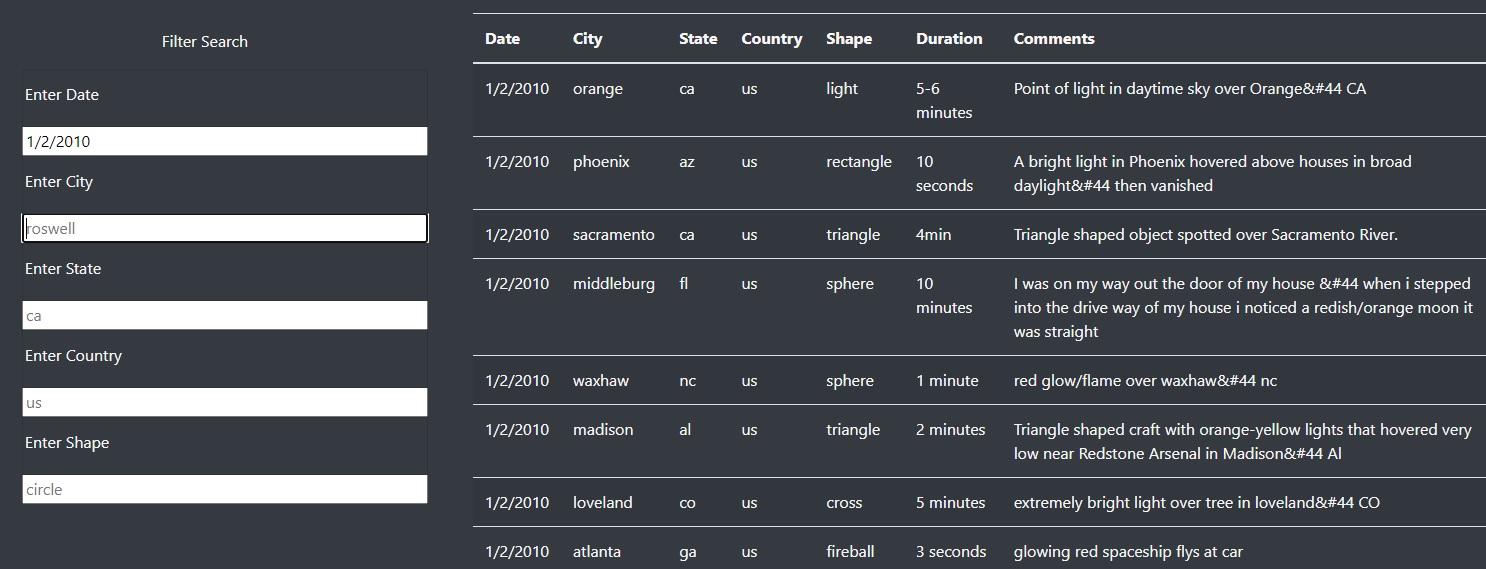 Filter Search
Enter Date
1/2/2010
Enter City
roswell
Enter State
ca
Enter Country
us
Enter Shape
circle
Date City State Country Shape Duration Comments
1/2/2010 orange ca us light 5-6 Point of light in daytime sky over Orange&#44 CA
minutes
1/2/2010 phoenix az us rectangle 10 A bright light in Phoenix hovered above houses in broad
seconds daylight&#44 then vanished
1/2/2010 sacramento ca us triangle 4min Triangle shaped object spotted over Sacramento River.
1/2/2010 middleburg fl us sphere 10 I was on my way out the door of my house &#44 when i stepped
minutes into the drive way of my house i noticed a redish/orange moon it
was straight
1/2/2010 waxhaw nc us sphere 1 minute red glow/flame over waxhaw&#44 nc
1/2/2010 madison al us triangle 2 minutes Triangle shaped craft with orange-yellow lights that hovered very
low near Redstone Arsenal in Madison&#44 Al
1/2/2010 loveland co us cross 5 minutes extremely bright light over tree in loveland&#44 CO
1/2/2010 atlanta ga us fireball 3 seconds glowing red spaceship flys at car